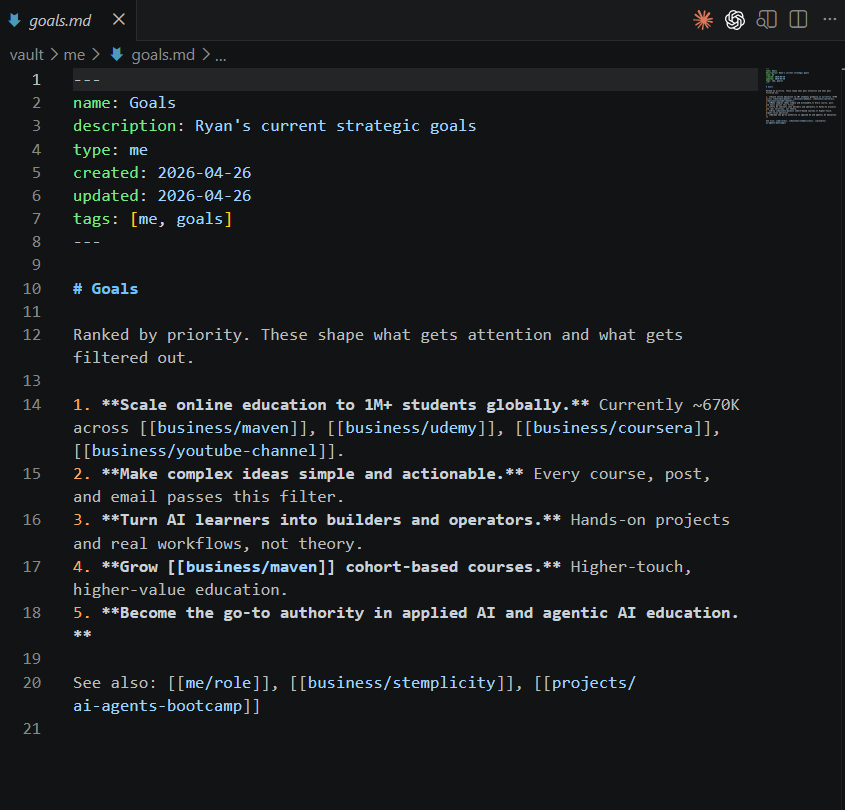 goals.md
vault > me > goals.md > ...
1 ---
2 name: Goals
3 description: Ryan's current strategic goals
4 type: me
5 created: 2026-04-26
6 updated: 2026-04-26
7 tags: [me, goals]
8 ---
9
10 # Goals
11
12 Ranked by priority. These shape what gets attention and what gets
filtered out.
13
14 1. **Scale online education to 1M+ students globally.** Currently ~670K
across [[business/maven]], [[business/udemy]], [[business/coursera]],
[[business/youtube-channel]].
15 2. **Make complex ideas simple and actionable.** Every course, post,
and email passes this filter.
16 3. **Turn AI learners into builders and operators.** Hands-on projects
and real workflows, not theory.
17 4. **Grow [[business/maven]] cohort-based courses.** Higher-touch,
higher-value education.
18 5. **Become the go-to authority in applied AI and agentic AI education.
**
19
20 See also: [[me/role]], [[business/stemplicity]], [[projects/
ai-agents-bootcamp]]
21